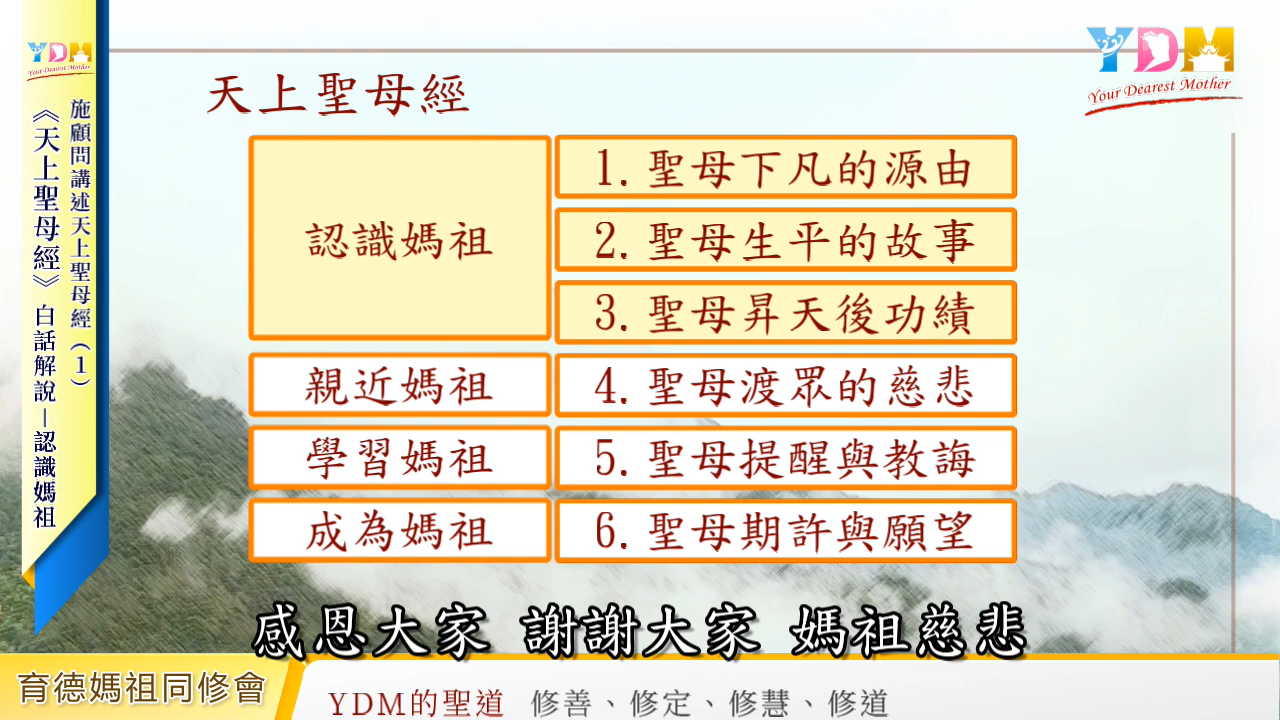 YDM
Your Dearest Mother
施顧問講述天上聖母經（1）
《天上聖母經》白話解說－認識媽祖
YDM
Your Dearest Mother
天上聖母經
認識媽祖
1. 聖母下凡的源由
2. 聖母生平的故事
3. 聖母昇天後功績
親近媽祖
4. 聖母渡眾的慈悲
學習媽祖
5. 聖母提醒與教誨
成為媽祖
6. 聖母期許與願望
感恩大家 謝謝大家 媽祖慈悲
育德媽祖同修會
YDM的聖道 修善、修定、修慧、修道